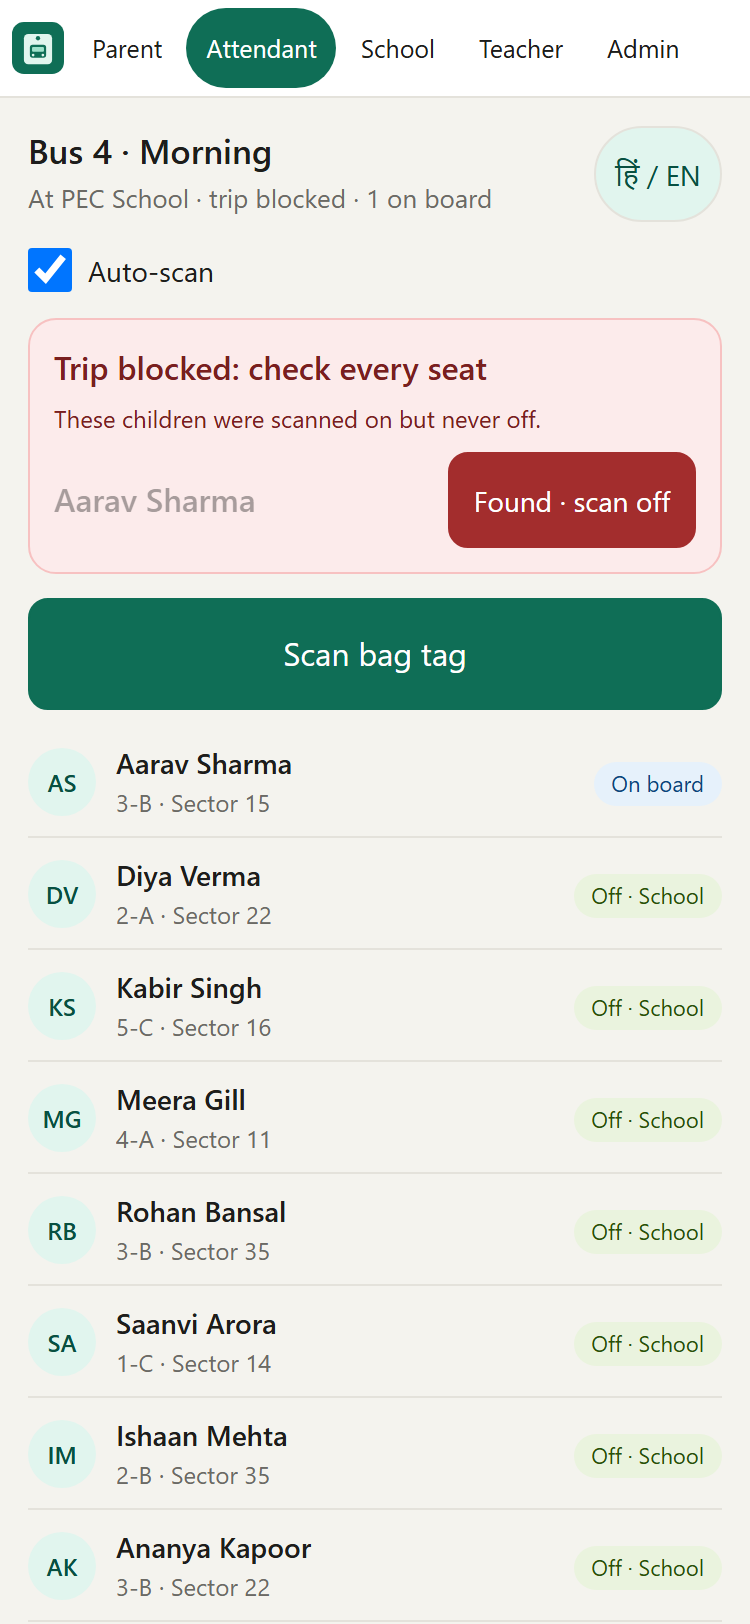 Parent Attendant School Teacher Admin
Bus 4 · Morning
At PEC School · trip blocked · 1 on board
हिं / EN
Auto-scan
Trip blocked: check every seat
These children were scanned on but never off.
Aarav Sharma
Found · scan off
Scan bag tag
AS
Aarav Sharma
3-B · Sector 15
On board
DV
Diya Verma
2-A · Sector 22
Off · School
KS
Kabir Singh
5-C · Sector 16
Off · School
MG
Meera Gill
4-A · Sector 11
Off · School
RB
Rohan Bansal
3-B · Sector 35
Off · School
SA
Saanvi Arora
1-C · Sector 14
Off · School
IM
Ishaan Mehta
2-B · Sector 35
Off · School
AK
Ananya Kapoor
3-B · Sector 22
Off · School